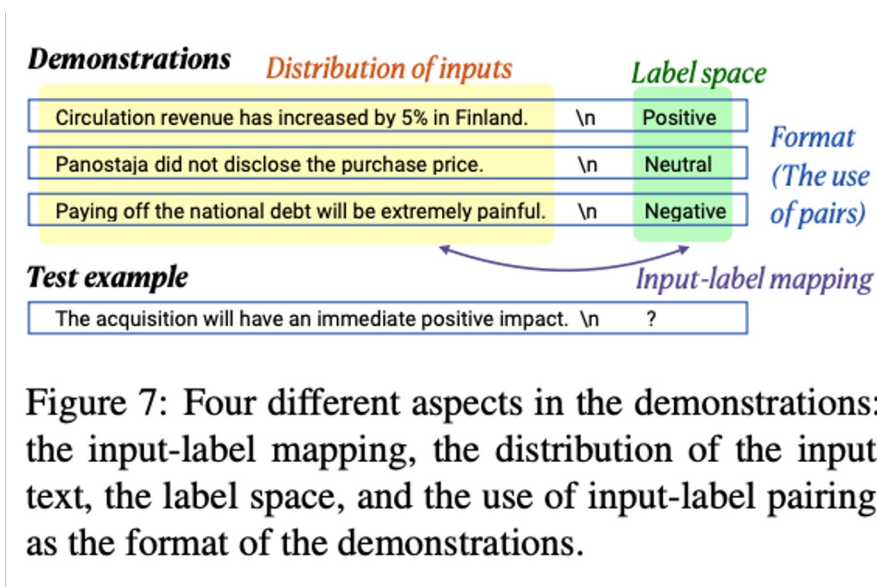 Demonstrations
Distribution of inputs
Label space
Circulation revenue has increased by 5% in Finland. \n Positive
Panostaja did not disclose the purchase price. \n Neutral
Paying off the national debt will be extremely painful. \n Negative
Format
(The use
of pairs)
Test example
Input-label mapping
The acquisition will have an immediate positive impact. \n ?
Figure 7: Four different aspects in the demonstrations:
the input-label mapping, the distribution of the input
text, the label space, and the use of input-label pairing
as the format of the demonstrations.